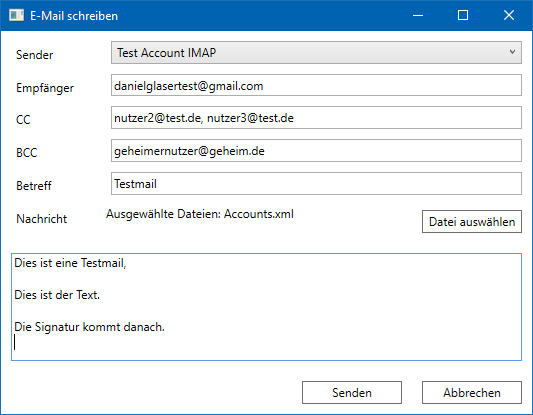 E-Mail schreiben
Sender Test Account IMAP
Empfänger danielglasertest@gmail.com
CC nutzer2@test.de, nutzer3@test.de
BCC geheimernutzer@geheim.de
Betreff Testmail
Nachricht Ausgewählte Dateien: Accounts.xml Datei auswählen
Dies ist eine Testmail,
Dies ist der Text.
Die Signatur kommt danach.
Senden Abbrechen